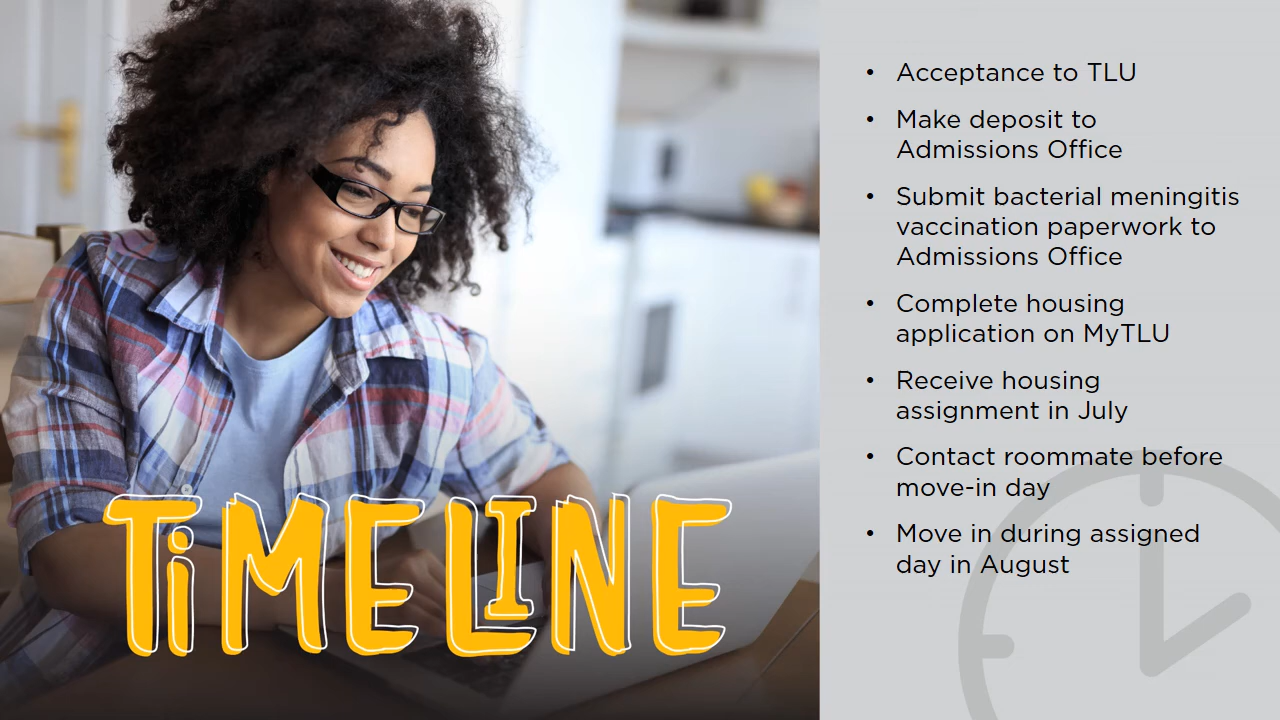 TiMELINE
• Acceptance to TLU
• Make deposit to
Admissions Office
• Submit bacterial meningitis
vaccination paperwork to
Admissions Office
• Complete housing
application on MyTLU
• Receive housing
assignment in July
• Contact roommate before
move-in day
• Move in during assigned
day in August